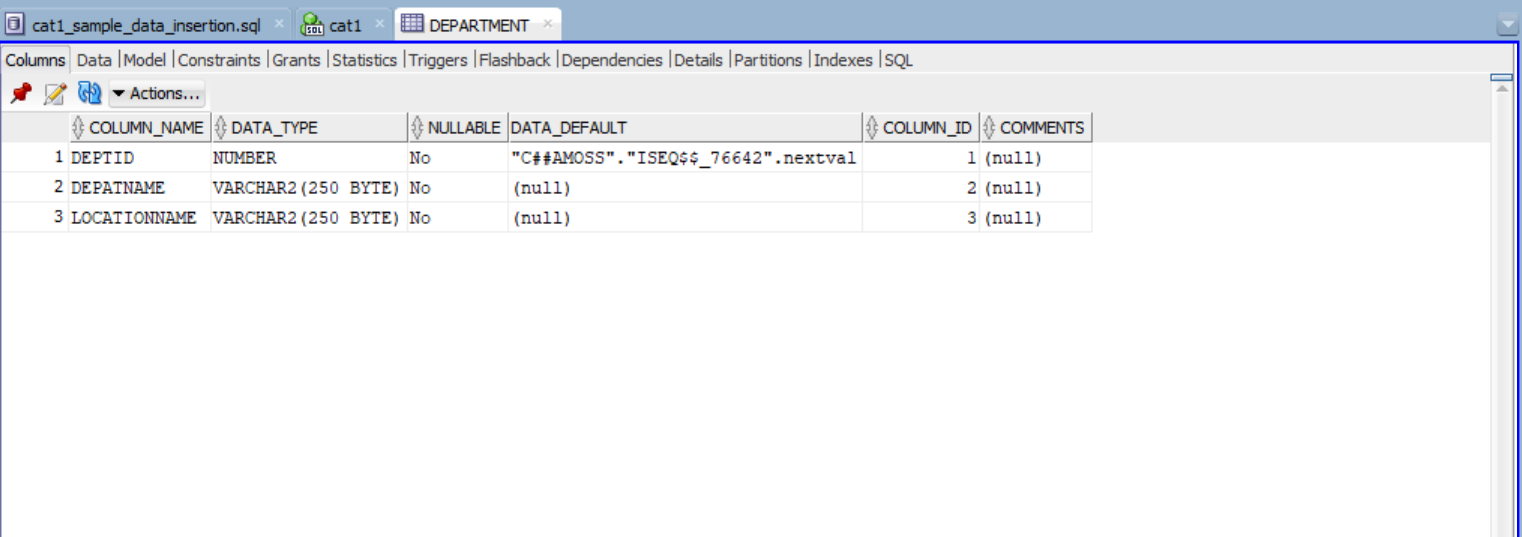 cat1_sample_data_insertion.sql × SQL cat1 × DEPARTMENT ×
Columns Data |Model |Constraints |Grants |Statistics |Triggers |Flashback |Dependencies |Details |Partitions |Indexes |SQL
Actions...
COLUMN_NAME DATA_TYPE NULLABLE DATA_DEFAULT COLUMN_ID COMMENTS
1 DEPTID NUMBER No "C##AMOSS"."ISEQ$$_76642".nextval 1 (null)
2 DEPATNAME VARCHAR2(250 BYTE) No (null) 2 (null)
3 LOCATIONNAME VARCHAR2(250 BYTE) No (null) 3 (null)